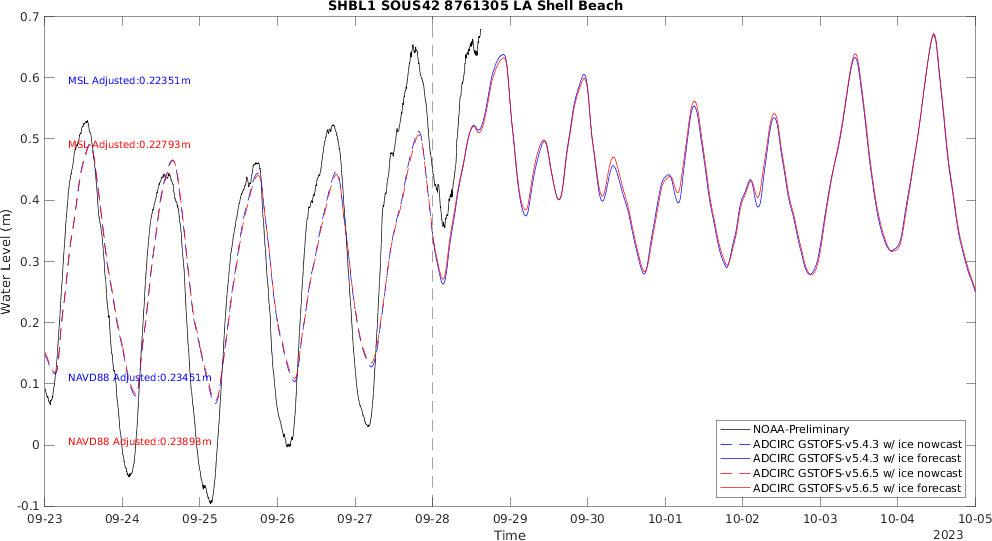 SHBL1 SOUS42 8761305 LA Shell Beach
0.7
0.6
0.5
0.4
0.3
0.2
0.1
0
-0.1
Water Level (m)
MSL Adjusted:0.22351m
MSL Adjusted:0.22793m
NAVD88 Adjusted:0.23451m
NAVD88 Adjusted:0.23893m
NOAA-Preliminary
ADCIRC GSTOFS-v5.4.3 w/ ice nowcast
ADCIRC GSTOFS-v5.4.3 w/ ice forecast
ADCIRC GSTOFS-v5.6.5 w/ ice nowcast
ADCIRC GSTOFS-v5.6.5 w/ ice forecast
09-23 09-24 09-25 09-26 09-27 09-28 09-29 09-30 10-01 10-02 10-03 10-04 10-05
Time
2023